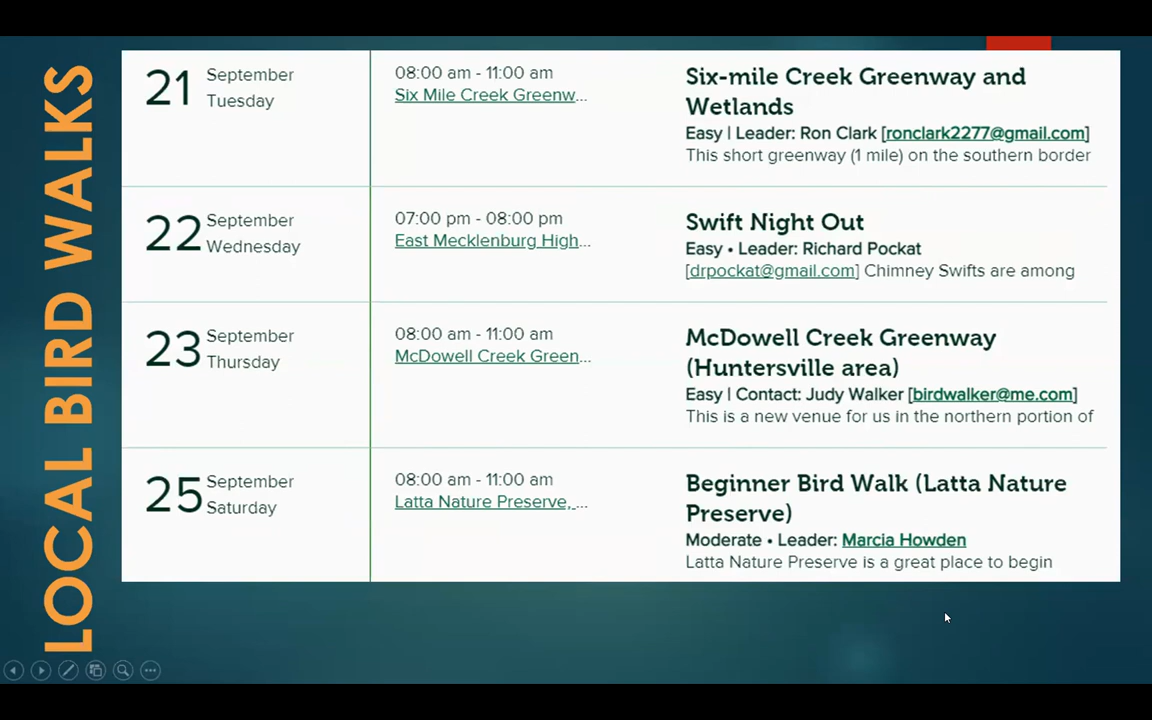 LOCAL BIRD WALKS
21 September
Tuesday
08:00 am - 11:00 am
Six Mile Creek Greenw...
Six-mile Creek Greenway and
Wetlands
Easy | Leader: Ron Clark [ronclark2277@gmail.com]
This short greenway (1 mile) on the southern border
22 September
Wednesday
07:00 pm - 08:00 pm
East Mecklenburg High...
Swift Night Out
Easy • Leader: Richard Pockat
[drpockat@gmail.com] Chimney Swifts are among
23 September
Thursday
08:00 am - 11:00 am
McDowell Creek Green...
McDowell Creek Greenway
(Huntersville area)
Easy | Contact: Judy Walker [birdwalker@me.com]
This is a new venue for us in the northern portion of
25 September
Saturday
08:00 am - 11:00 am
Latta Nature Preserve, ...
Beginner Bird Walk (Latta Nature
Preserve)
Moderate • Leader: Marcia Howden
Latta Nature Preserve is a great place to begin